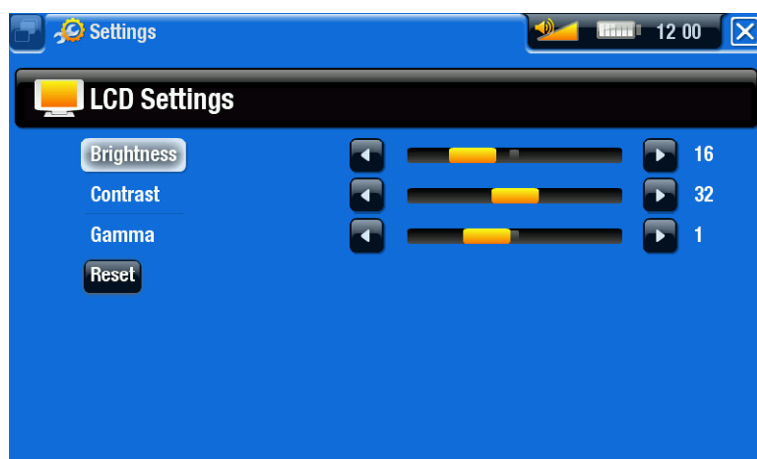 Settings 12 00
LCD Settings
Brightness 16
Contrast 32
Gamma 1
Reset